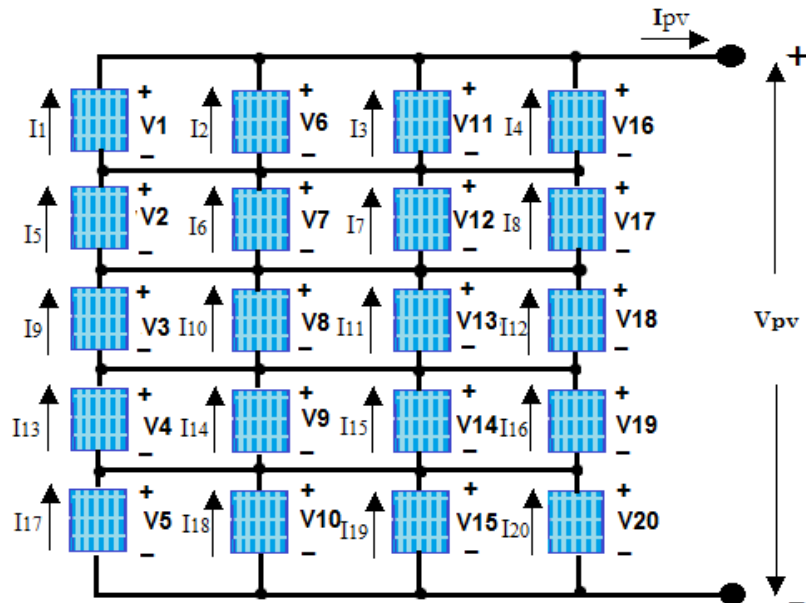 Ipv
+
+ + + +
I1 V1 I2 V6 I3 V11 I4 V16
− − − −
+ + + +
I5 V2 I6 V7 I7 V12 I8 V17
− − − −
+ + + +
I9 V3 I10 V8 I11 V13 I12 V18
Vpv
− − − −
+ + + +
I13 V4 I14 V9 I15 V14 I16 V19
− − − −
+ + + +
I17 V5 I18 V10 I19 V15 I20 V20
− − − −
−